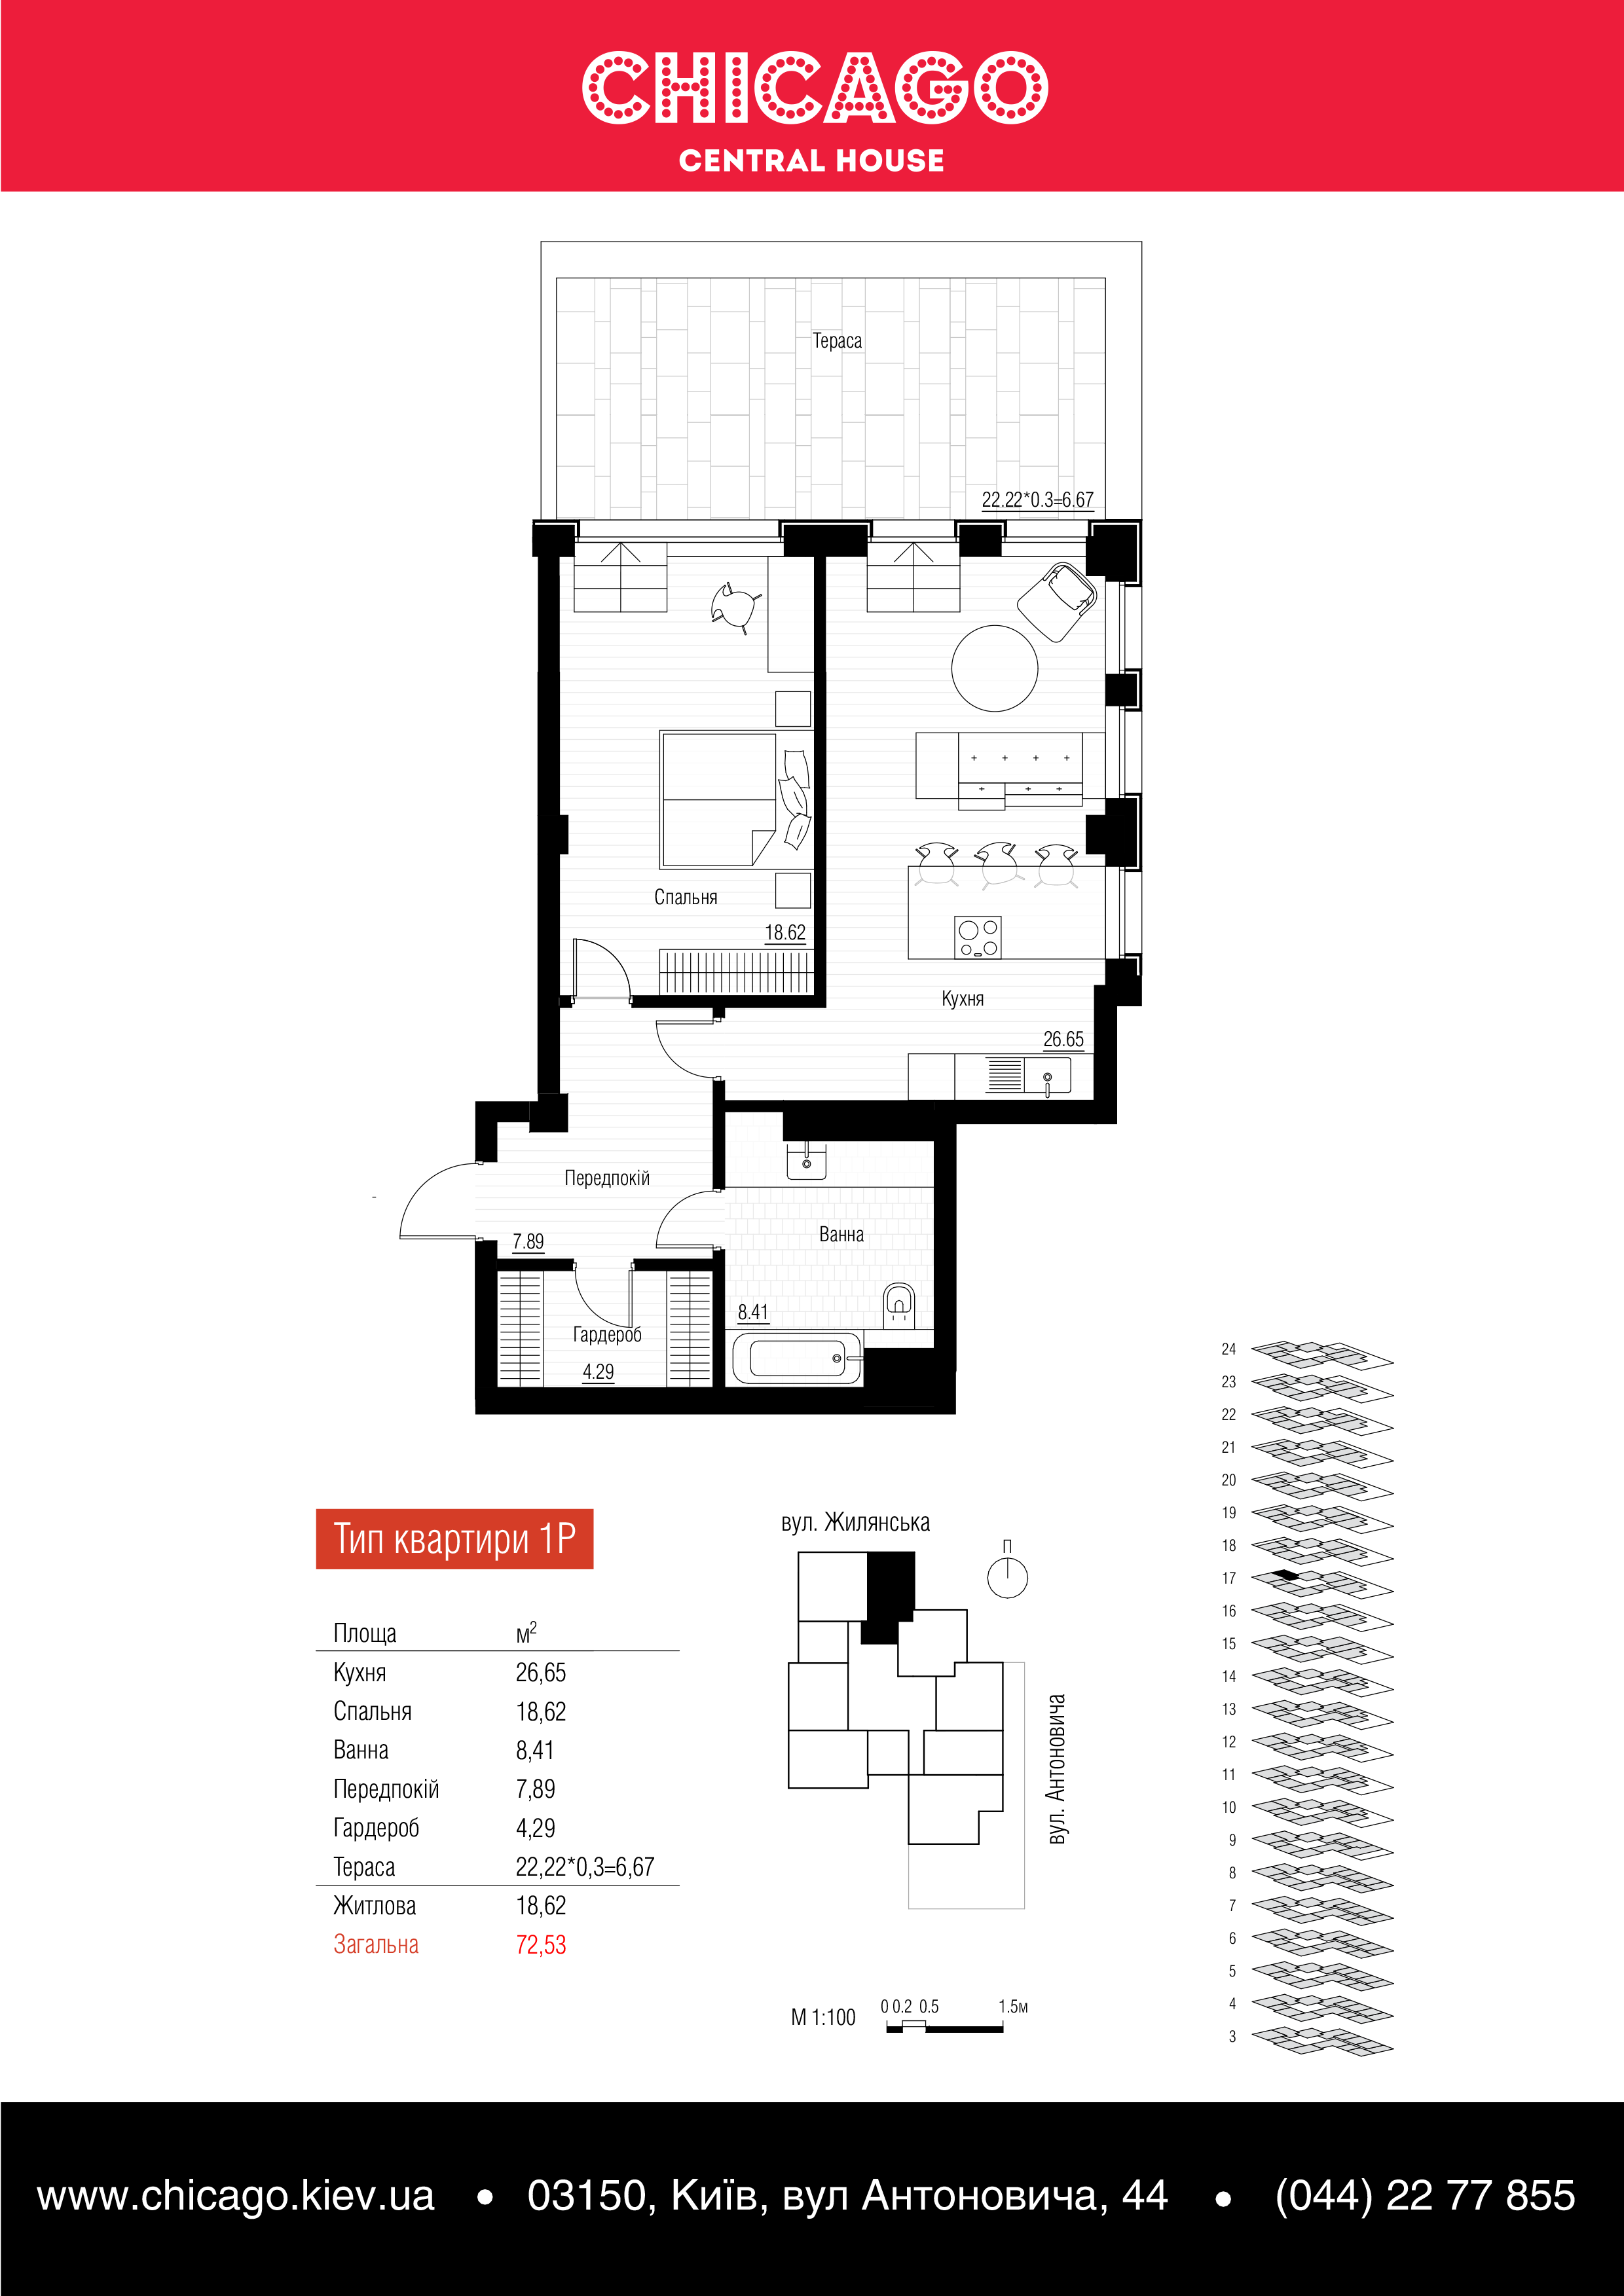 CHICAGO
CENTRAL HOUSE
Тераса
22.22*0.3=6.67
Спальня
18.62
Кухня
26.65
Передпокій
7.89
Ванна
8.41
Гардероб
4.29
Тип квартири 1Р
Площа м2
Кухня 26,65
Спальня 18,62
Ванна 8,41
Передпокій 7,89
Гардероб 4,29
Тераса 22,22*0,3=6,67
Житлова 18,62
Загальна 72,53
вул. Жилянська
П
вул. Антоновича
М 1:100
0 0.2 0.5 1.5м
24
23
22
21
20
19
18
17
16
15
14
13
12
11
10
9
8
7
6
5
4
3
www.chicago.kiev.ua • 03150, Київ, вул Антоновича, 44 • (044) 22 77 855